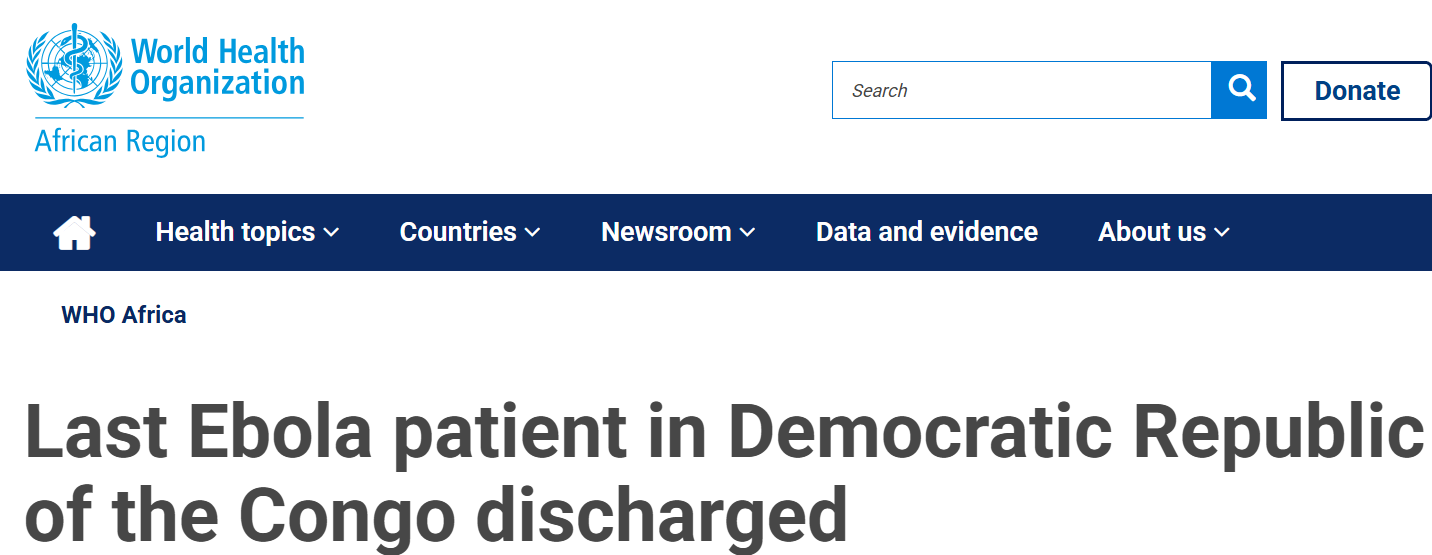 World Health
Organization
African Region
Search
Donate
Health topics
Countries
Newsroom
Data and evidence
About us
WHO Africa
Last Ebola patient in Democratic Republic
of the Congo discharged